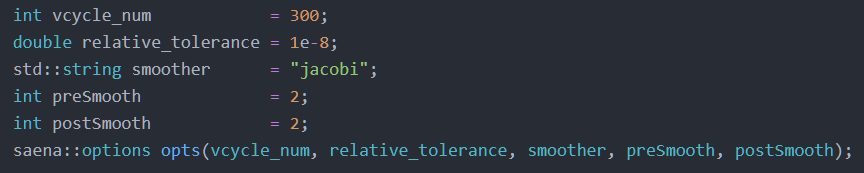 int vcycle_num            = 300;
double relative_tolerance = 1e-8;
std::string smoother      = "jacobi";
int preSmooth             = 2;
int postSmooth            = 2;
saena::options opts(vcycle_num, relative_tolerance, smoother, preSmooth, postSmooth);